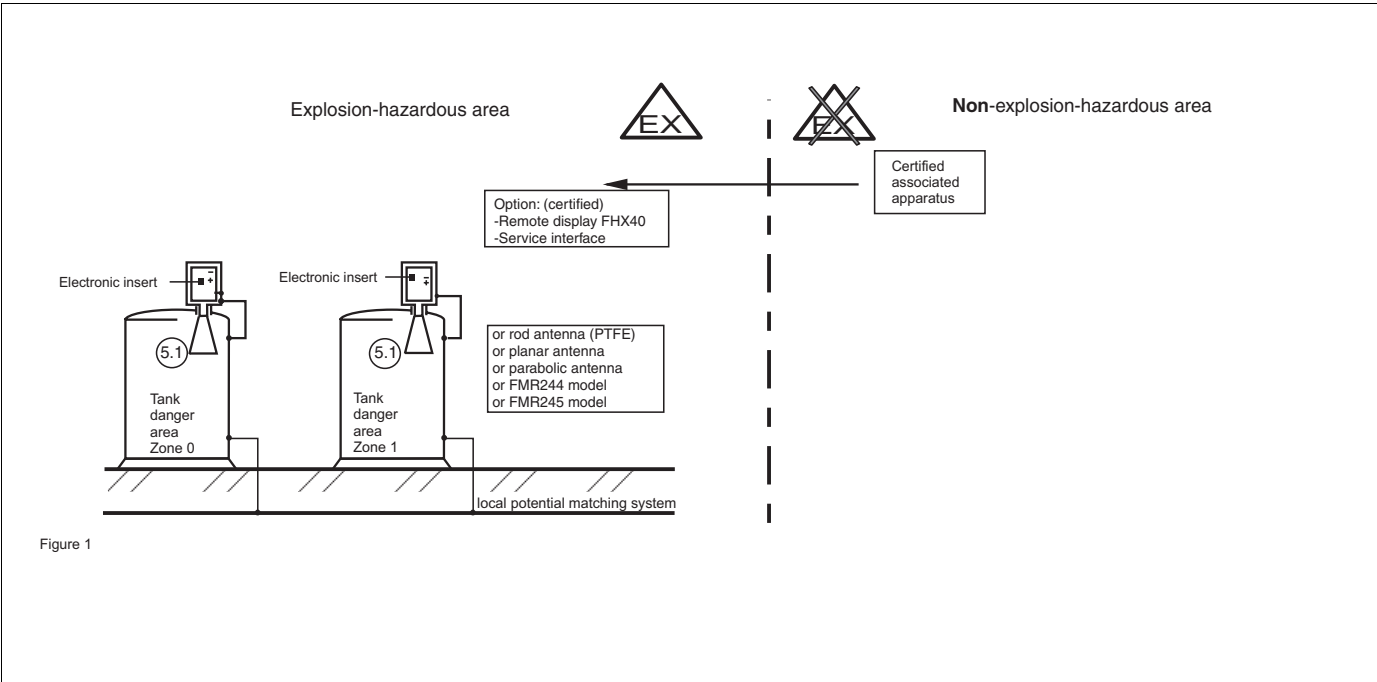 Explosion-hazardous area
EX
EX
Non-explosion-hazardous area
Certified
associated
apparatus
Option: (certified)
-Remote display FHX40
-Service interface
Electronic insert
- +
Electronic insert
- +
5.1
5.1
or rod antenna (PTFE)
or planar antenna
or parabolic antenna
or FMR244 model
or FMR245 model
Tank
danger
area
Zone 0
Tank
danger
area
Zone 1
local potential matching system
Figure 1